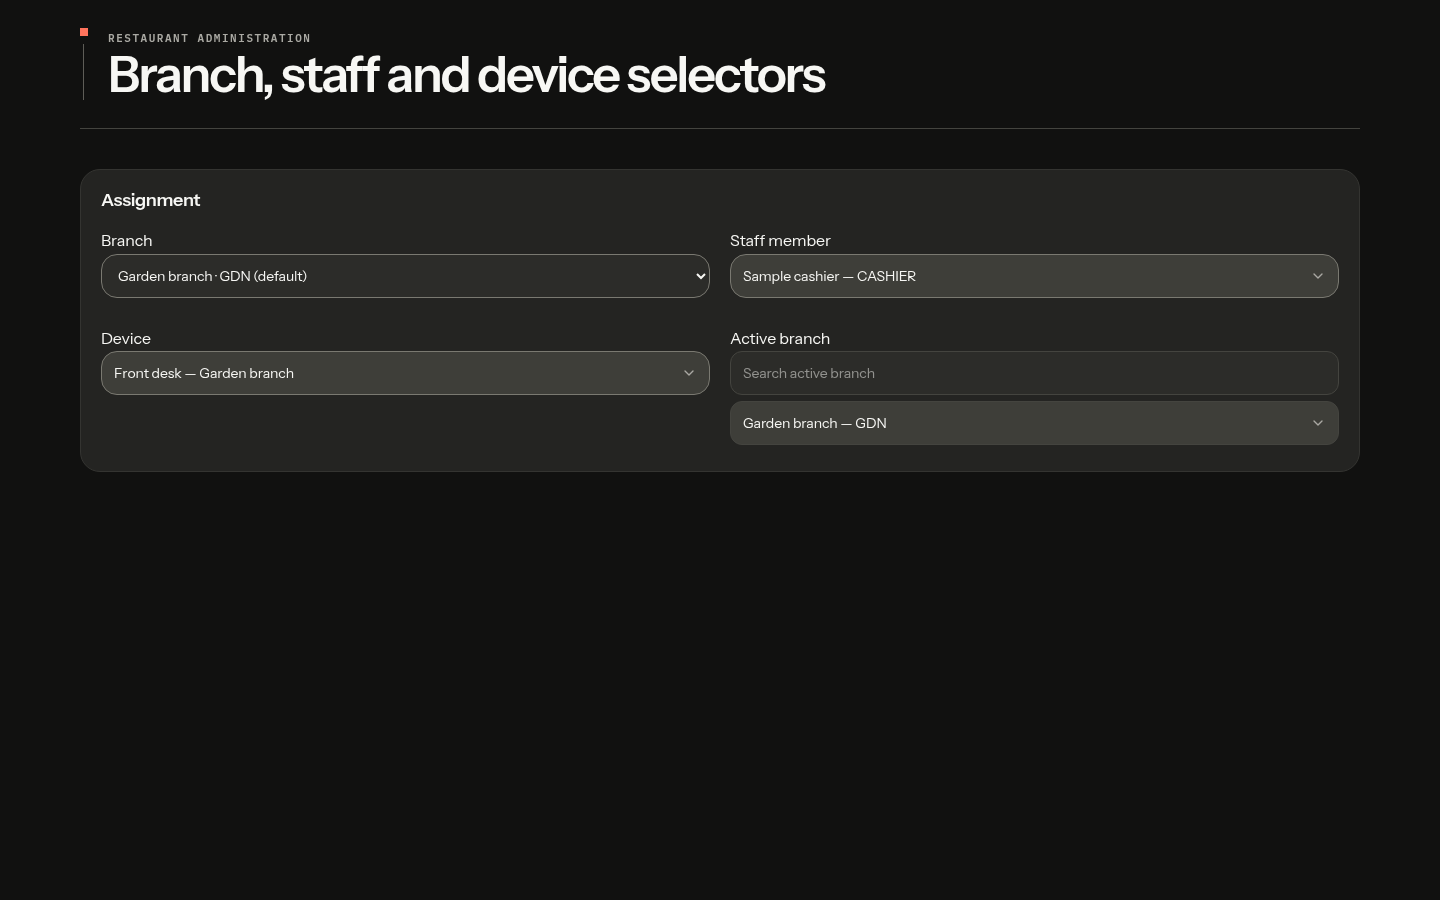 RESTAURANT ADMINISTRATION
Branch, staff and device selectors
Assignment
Branch
Garden branch · GDN (default)
Staff member
Sample cashier — CASHIER
Device
Front desk — Garden branch
Active branch
Search active branch
Garden branch — GDN